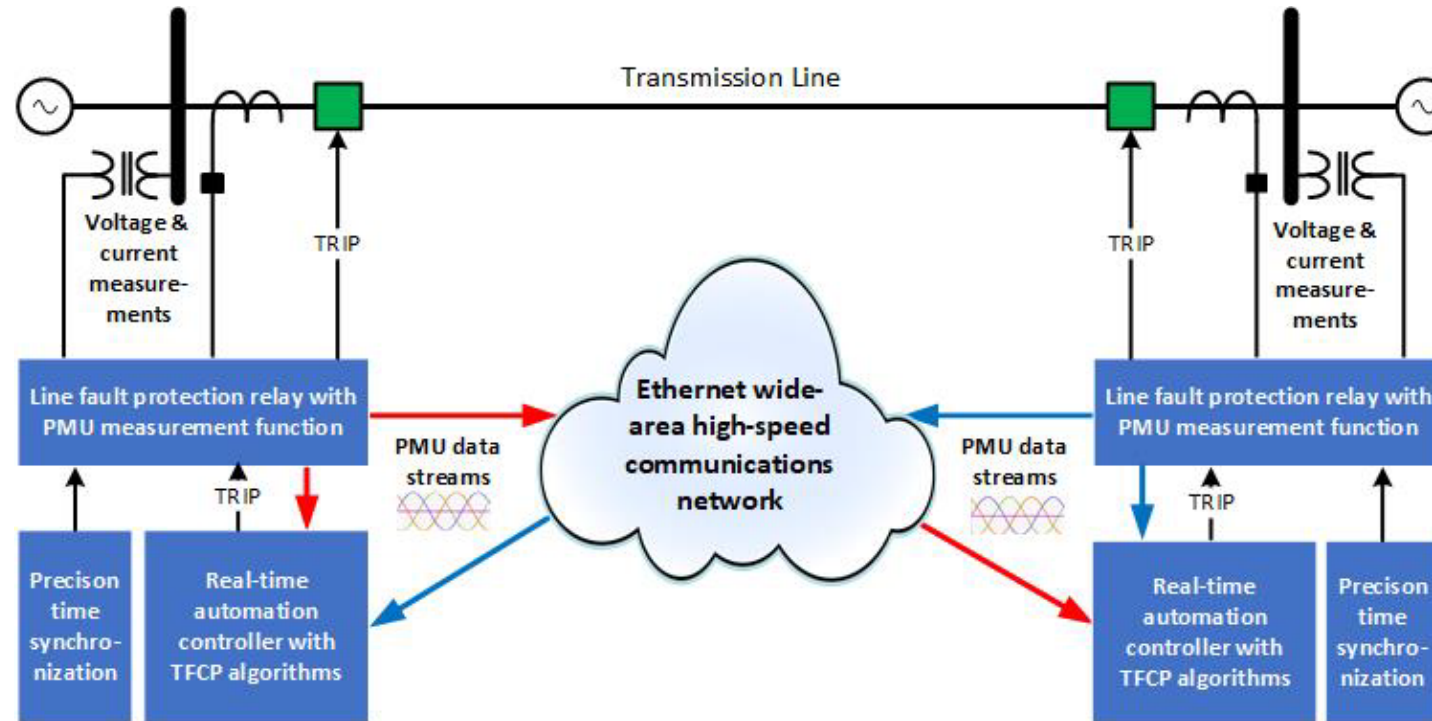 Transmission Line
Voltage &
current
measure-
ments
TRIP
TRIP
Voltage &
current
measure-
ments
Line fault protection relay with
PMU measurement function
Ethernet wide-
area high-speed
communications
network
Line fault protection relay with
PMU measurement function
PMU data
streams
PMU data
streams
TRIP
TRIP
Precison
time
synchro-
nization
Real-time
automation
controller with
TFCP algorithms
Real-time
automation
controller with
TFCP algorithms
Precison
time
synchro-
nization